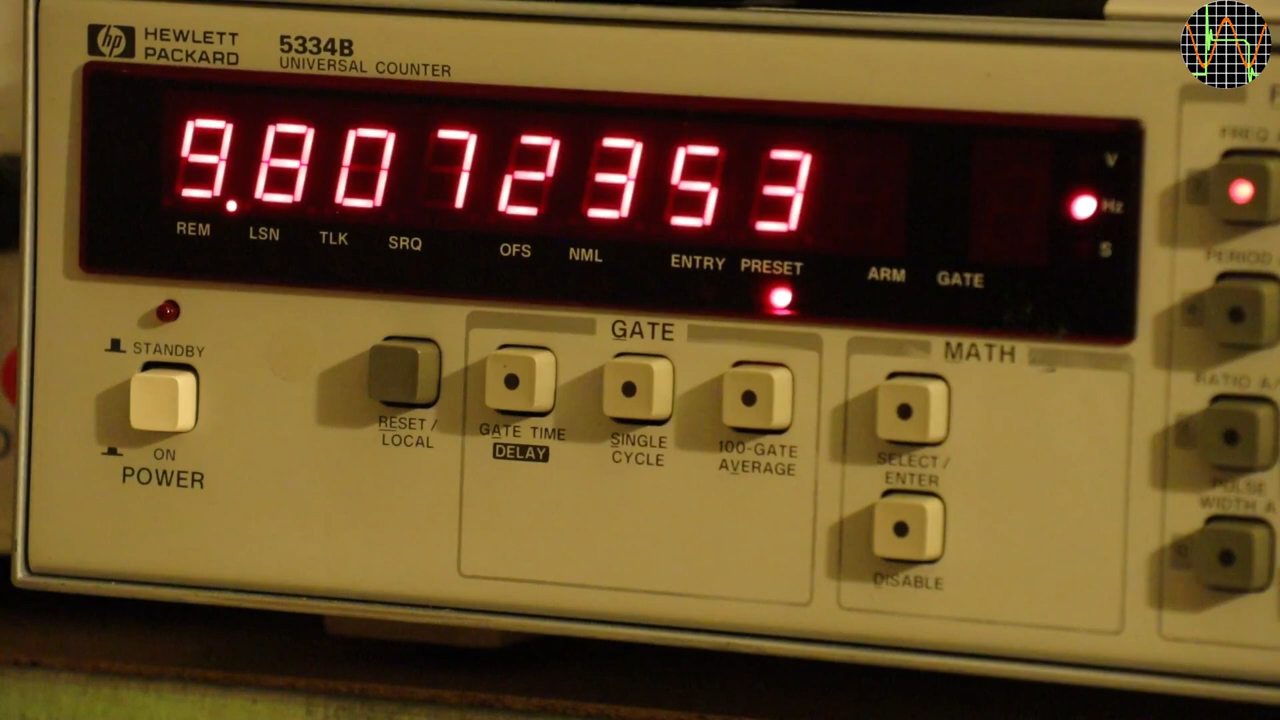 hp HEWLETT PACKARD
5334B
UNIVERSAL COUNTER
9.8072353
V
Hz
S
REM LSN TLK SRQ OFS NML ENTRY PRESET ARM GATE
STANDBY
ON
POWER
RESET/
LOCAL
GATE
GATE TIME
DELAY
SINGLE
CYCLE
100-GATE
AVERAGE
MATH
SELECT/
ENTER
DISABLE
FREQ
PERIOD
RATIO
PULSE
WIDTH A